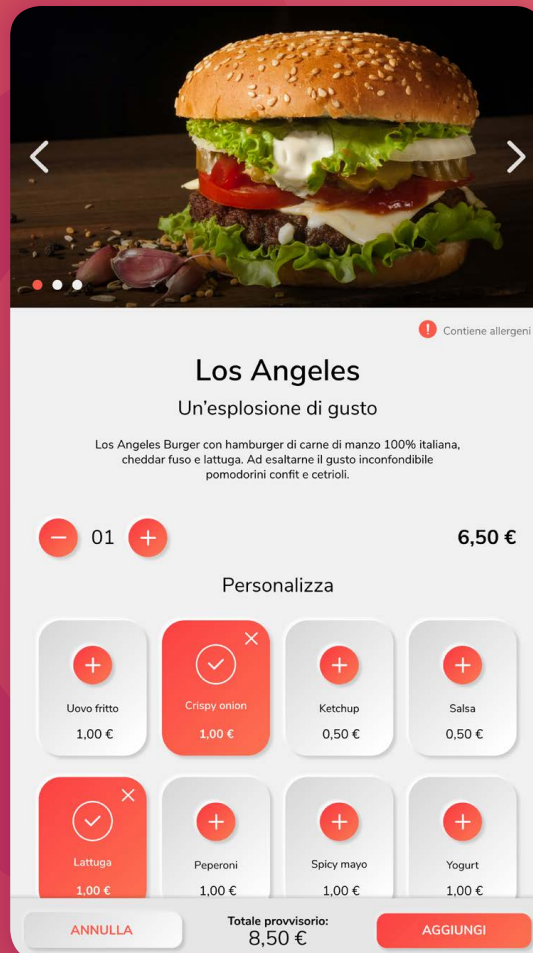 Contiene allergeni
Los Angeles
Un'esplosione di gusto
Los Angeles Burger con hamburger di carne di manzo 100% italiana,
cheddar fuso e lattuga. Ad esaltarne il gusto inconfondibile
pomodorini confit e cetrioli.
01
6,50 €
Personalizza
Uovo fritto
1,00 €
Crispy onion
1,00 €
Ketchup
0,50 €
Salsa
0,50 €
Lattuga
1,00 €
Peperoni
1,00 €
Spicy mayo
1,00 €
Yogurt
1,00 €
ANNULLA
Totale provvisorio:
8,50 €
AGGIUNGI